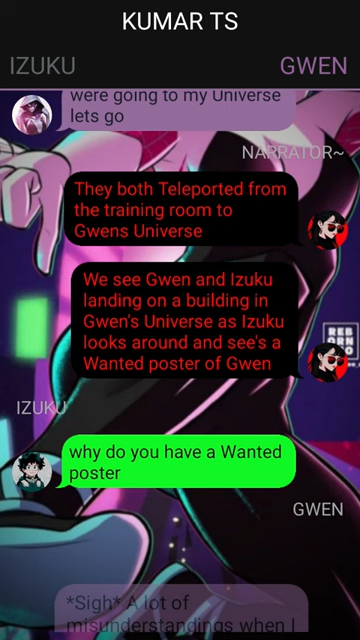 KUMAR TS
IZUKU
GWEN
were going to my Universe
lets go
NARRATOR~
They both Teleported from
the training room to
Gwens Universe
We see Gwen and Izuku
landing on a building in
Gwen's Universe as Izuku
looks around and see's a
Wanted poster of Gwen
REB
ORN
IZUKU
why do you have a Wanted
poster
GWEN
*Sigh* A lot of
misunderstandings when I